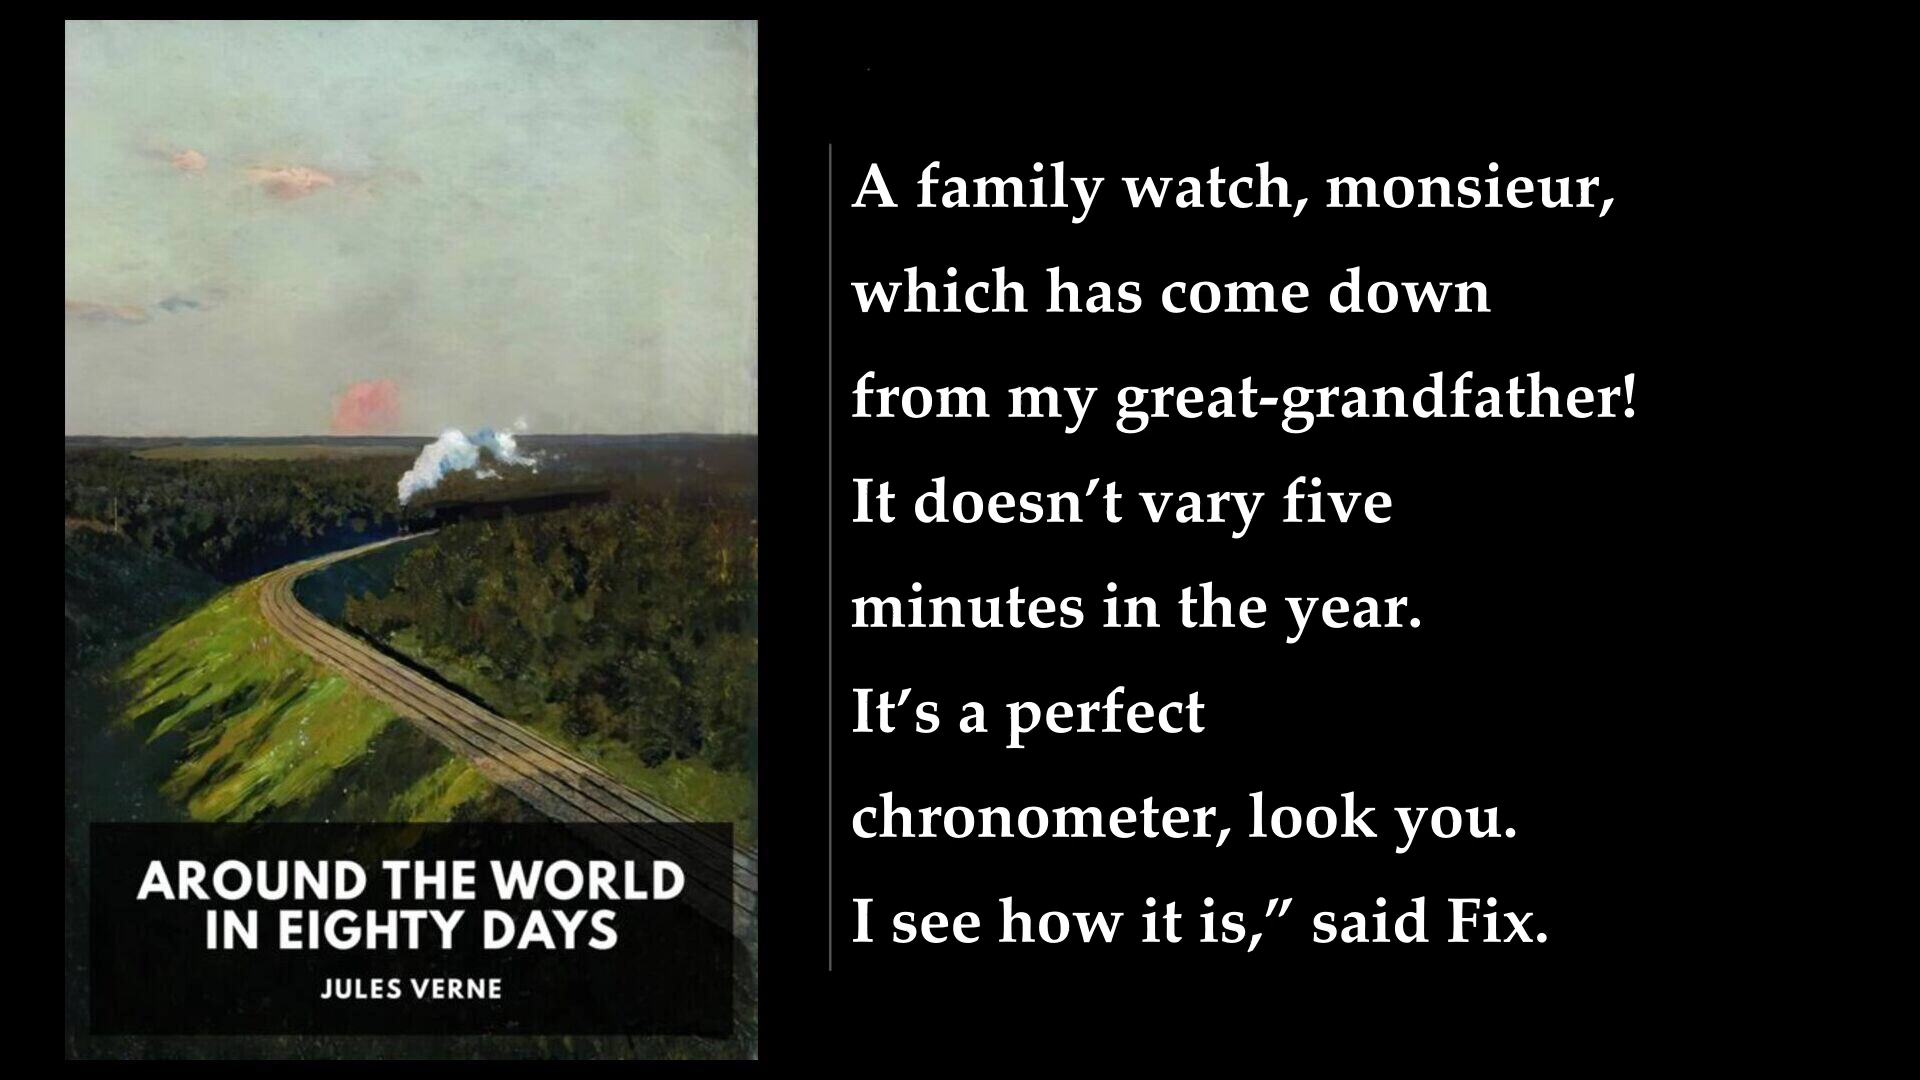 AROUND THE WORLD
IN EIGHTY DAYS
JULES VERNE
A family watch, monsieur,
which has come down
from my great-grandfather!
It doesn’t vary five
minutes in the year.
It’s a perfect
chronometer, look you.
I see how it is,” said Fix.